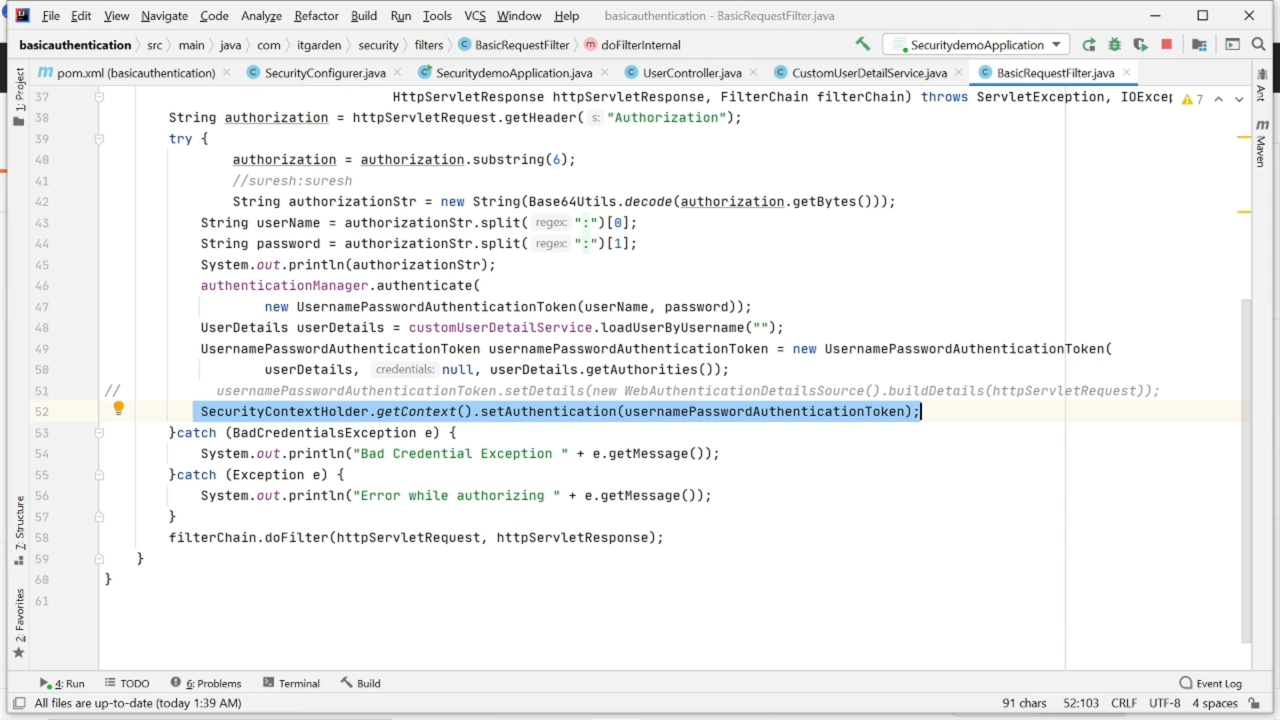 File Edit View Navigate Code Analyze Refactor Build Run Tools VCS Window Help basicauthentication - BasicRequestFilter.java
basicauthentication src main java com itgarden security filters BasicRequestFilter doFilterInternal SecuritydemoApplication
pom.xml (basicauthentication) SecurityConfigurer.java SecuritydemoApplication.java UserController.java CustomUserDetailService.java BasicRequestFilter.java
1: Project
7: Structure
2: Favorites
Ant
Maven
7
37 HttpServletResponse httpServletResponse, FilterChain filterChain) throws ServletException, IOExcep
38 String authorization = httpServletRequest.getHeader( s: "Authorization");
39 try {
40 authorization = authorization.substring(6);
41 //suresh:suresh
42 String authorizationStr = new String(Base64Utils.decode(authorization.getBytes()));
43 String userName = authorizationStr.split( regex: ":")[0];
44 String password = authorizationStr.split( regex: ":")[1];
45 System.out.println(authorizationStr);
46 authenticationManager.authenticate(
47 new UsernamePasswordAuthenticationToken(userName, password));
48 UserDetails userDetails = customUserDetailService.loadUserByUsername("");
49 UsernamePasswordAuthenticationToken usernamePasswordAuthenticationToken = new UsernamePasswordAuthenticationToken(
50 userDetails, credentials: null, userDetails.getAuthorities());
51 // usernamePasswordAuthenticationToken.setDetails(new WebAuthenticationDetailsSource().buildDetails(httpServletRequest));
52 SecurityContextHolder.getContext().setAuthentication(usernamePasswordAuthenticationToken);
53 }catch (BadCredentialsException e) {
54 System.out.println("Bad Credential Exception " + e.getMessage());
55 }catch (Exception e) {
56 System.out.println("Error while authorizing " + e.getMessage());
57 }
58 filterChain.doFilter(httpServletRequest, httpServletResponse);
59 }
60 }
61
4: Run TODO 6: Problems Terminal Build Event Log
All files are up-to-date (today 1:39 AM) 91 chars 52:103 CRLF UTF-8 4 spaces